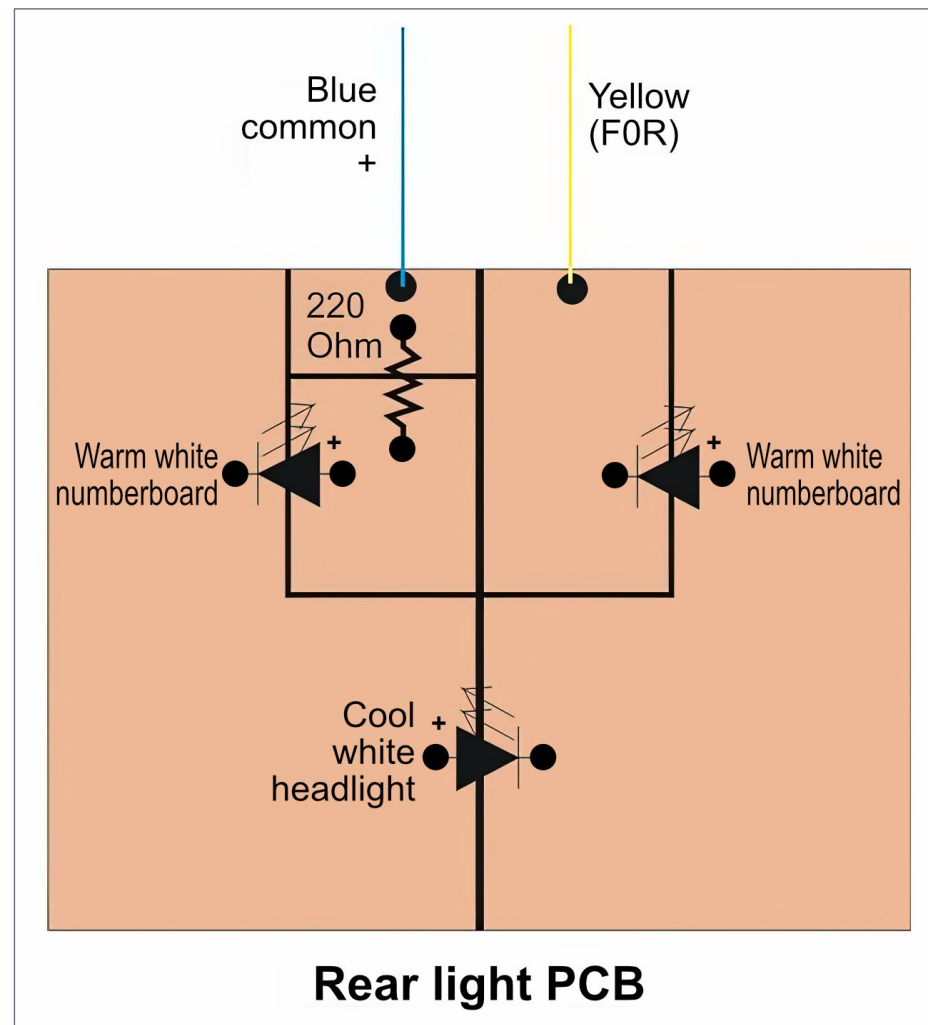 Blue
common
+
Yellow
(F0R)
220
Ohm
+
Warm white
numberboard
+
Warm white
numberboard
Cool
+
white
headlight
Rear light PCB